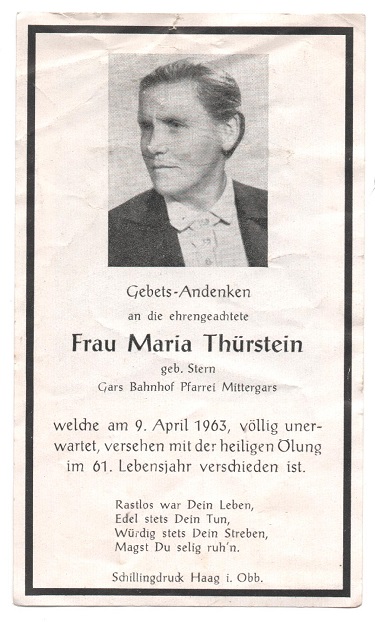 Gebets-Andenken
an die ehrengeachtete
Frau Maria Thürstein
geb. Stern
Gars Bahnhof Pfarrei Mittergars
welche am 9. April 1963, völlig uner-
wartet, versehen mit der heiligen Ölung
im 61. Lebensjahr verschieden ist.
Rastlos war Dein Leben,
Edel stets Dein Tun,
Würdig stets Dein Streben,
Magst Du selig ruh'n.
Schillingdruck Haag i. Obb.